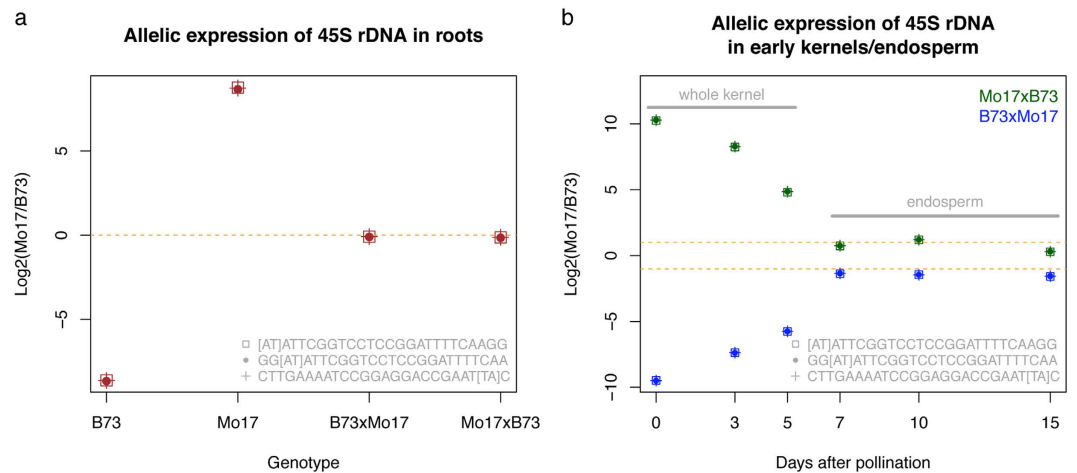 a
Allelic expression of 45S rDNA in roots
Log2(Mo17/B73)
5
0
−5
[AT]ATTCGGTCCTCCGGATTTTCAAGG
GG[AT]ATTCGGTCCTCCGGATTTTCAA
CTTGAAAATCCGGAGGACCGAAT[TA]C
B73
Mo17
B73xMo17
Mo17xB73
Genotype
b
Allelic expression of 45S rDNA
in early kernels/endosperm
Log2(Mo17/B73)
10
5
0
−5
−10
whole kernel
Mo17xB73
B73xMo17
endosperm
[AT]ATTCGGTCCTCCGGATTTTCAAGG
GG[AT]ATTCGGTCCTCCGGATTTTCAA
CTTGAAAATCCGGAGGACCGAAT[TA]C
0 3 5 7 10 15
Days after pollination